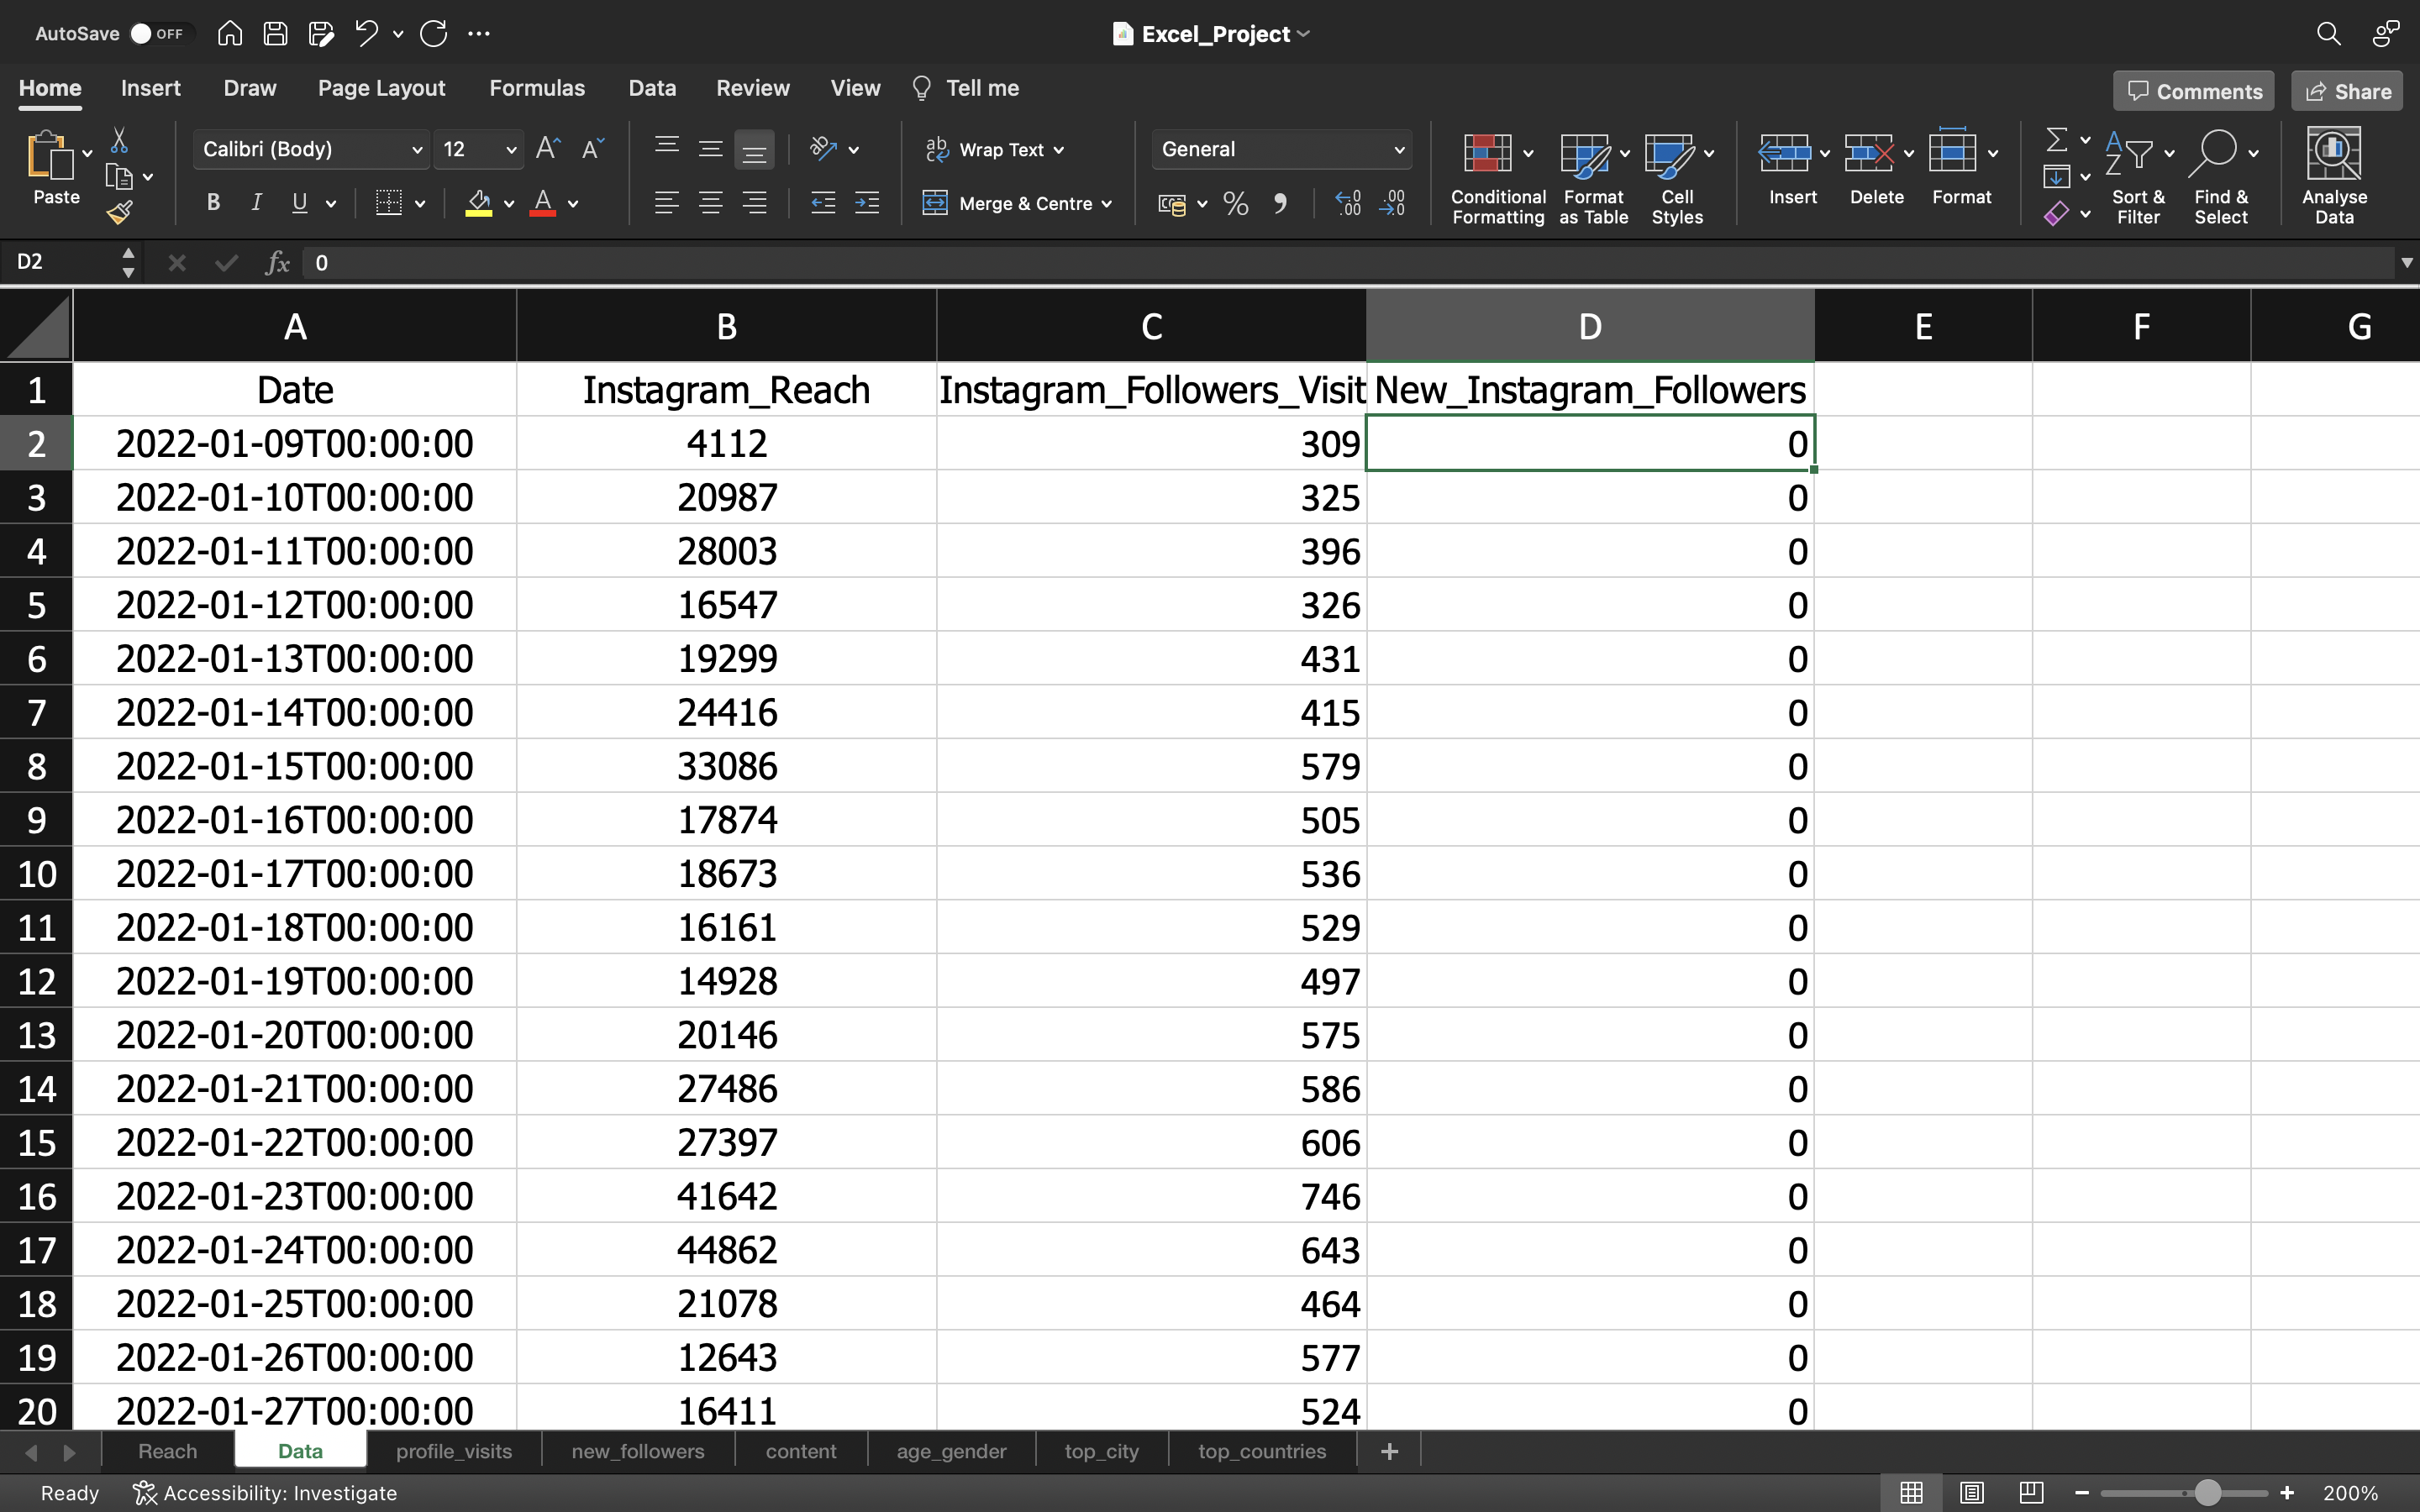 AutoSave OFF Excel_Project
Home Insert Draw Page Layout Formulas Data Review View Tell me Comments Share
Paste Calibri (Body) 12 Wrap Text General Conditional Formatting Format as Table Cell Styles Insert Delete Format Sort & Filter Find & Select Analyse Data
B I U Merge & Centre
D2 fx 0
A B C D E F G
1 Date Instagram_Reach Instagram_Followers_Visit New_Instagram_Followers
2 2022-01-09T00:00:00 4112 309 0
3 2022-01-10T00:00:00 20987 325 0
4 2022-01-11T00:00:00 28003 396 0
5 2022-01-12T00:00:00 16547 326 0
6 2022-01-13T00:00:00 19299 431 0
7 2022-01-14T00:00:00 24416 415 0
8 2022-01-15T00:00:00 33086 579 0
9 2022-01-16T00:00:00 17874 505 0
10 2022-01-17T00:00:00 18673 536 0
11 2022-01-18T00:00:00 16161 529 0
12 2022-01-19T00:00:00 14928 497 0
13 2022-01-20T00:00:00 20146 575 0
14 2022-01-21T00:00:00 27486 586 0
15 2022-01-22T00:00:00 27397 606 0
16 2022-01-23T00:00:00 41642 746 0
17 2022-01-24T00:00:00 44862 643 0
18 2022-01-25T00:00:00 21078 464 0
19 2022-01-26T00:00:00 12643 577 0
20 2022-01-27T00:00:00 16411 524 0
Reach Data profile_visits new_followers content age_gender top_city top_countries +
Ready Accessibility: Investigate 200%